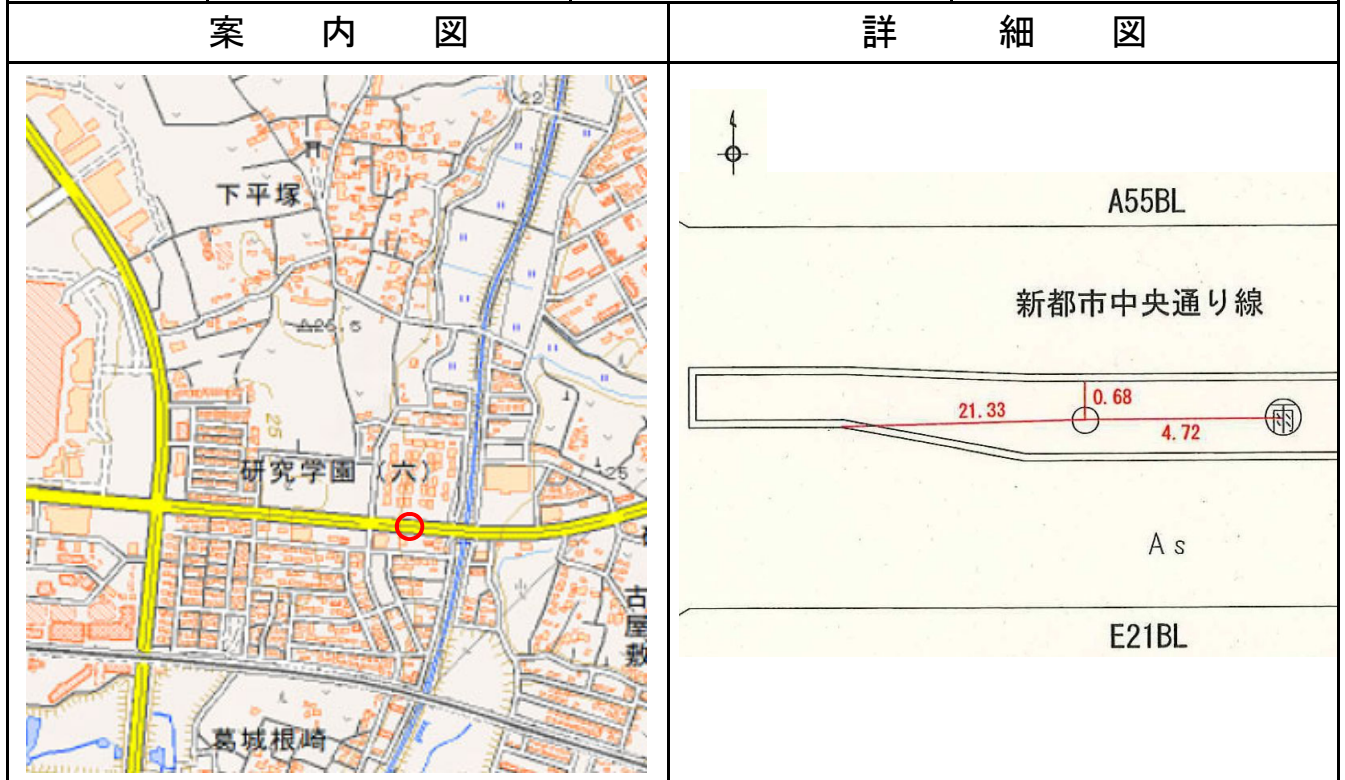 案内図
詳細図
22
下平塚
26.5
25
研究学園(六)
25
古屋敷
葛城根崎
A55BL
新都市中央通り線
0.68
21.33
雨
4.72
As
E21BL